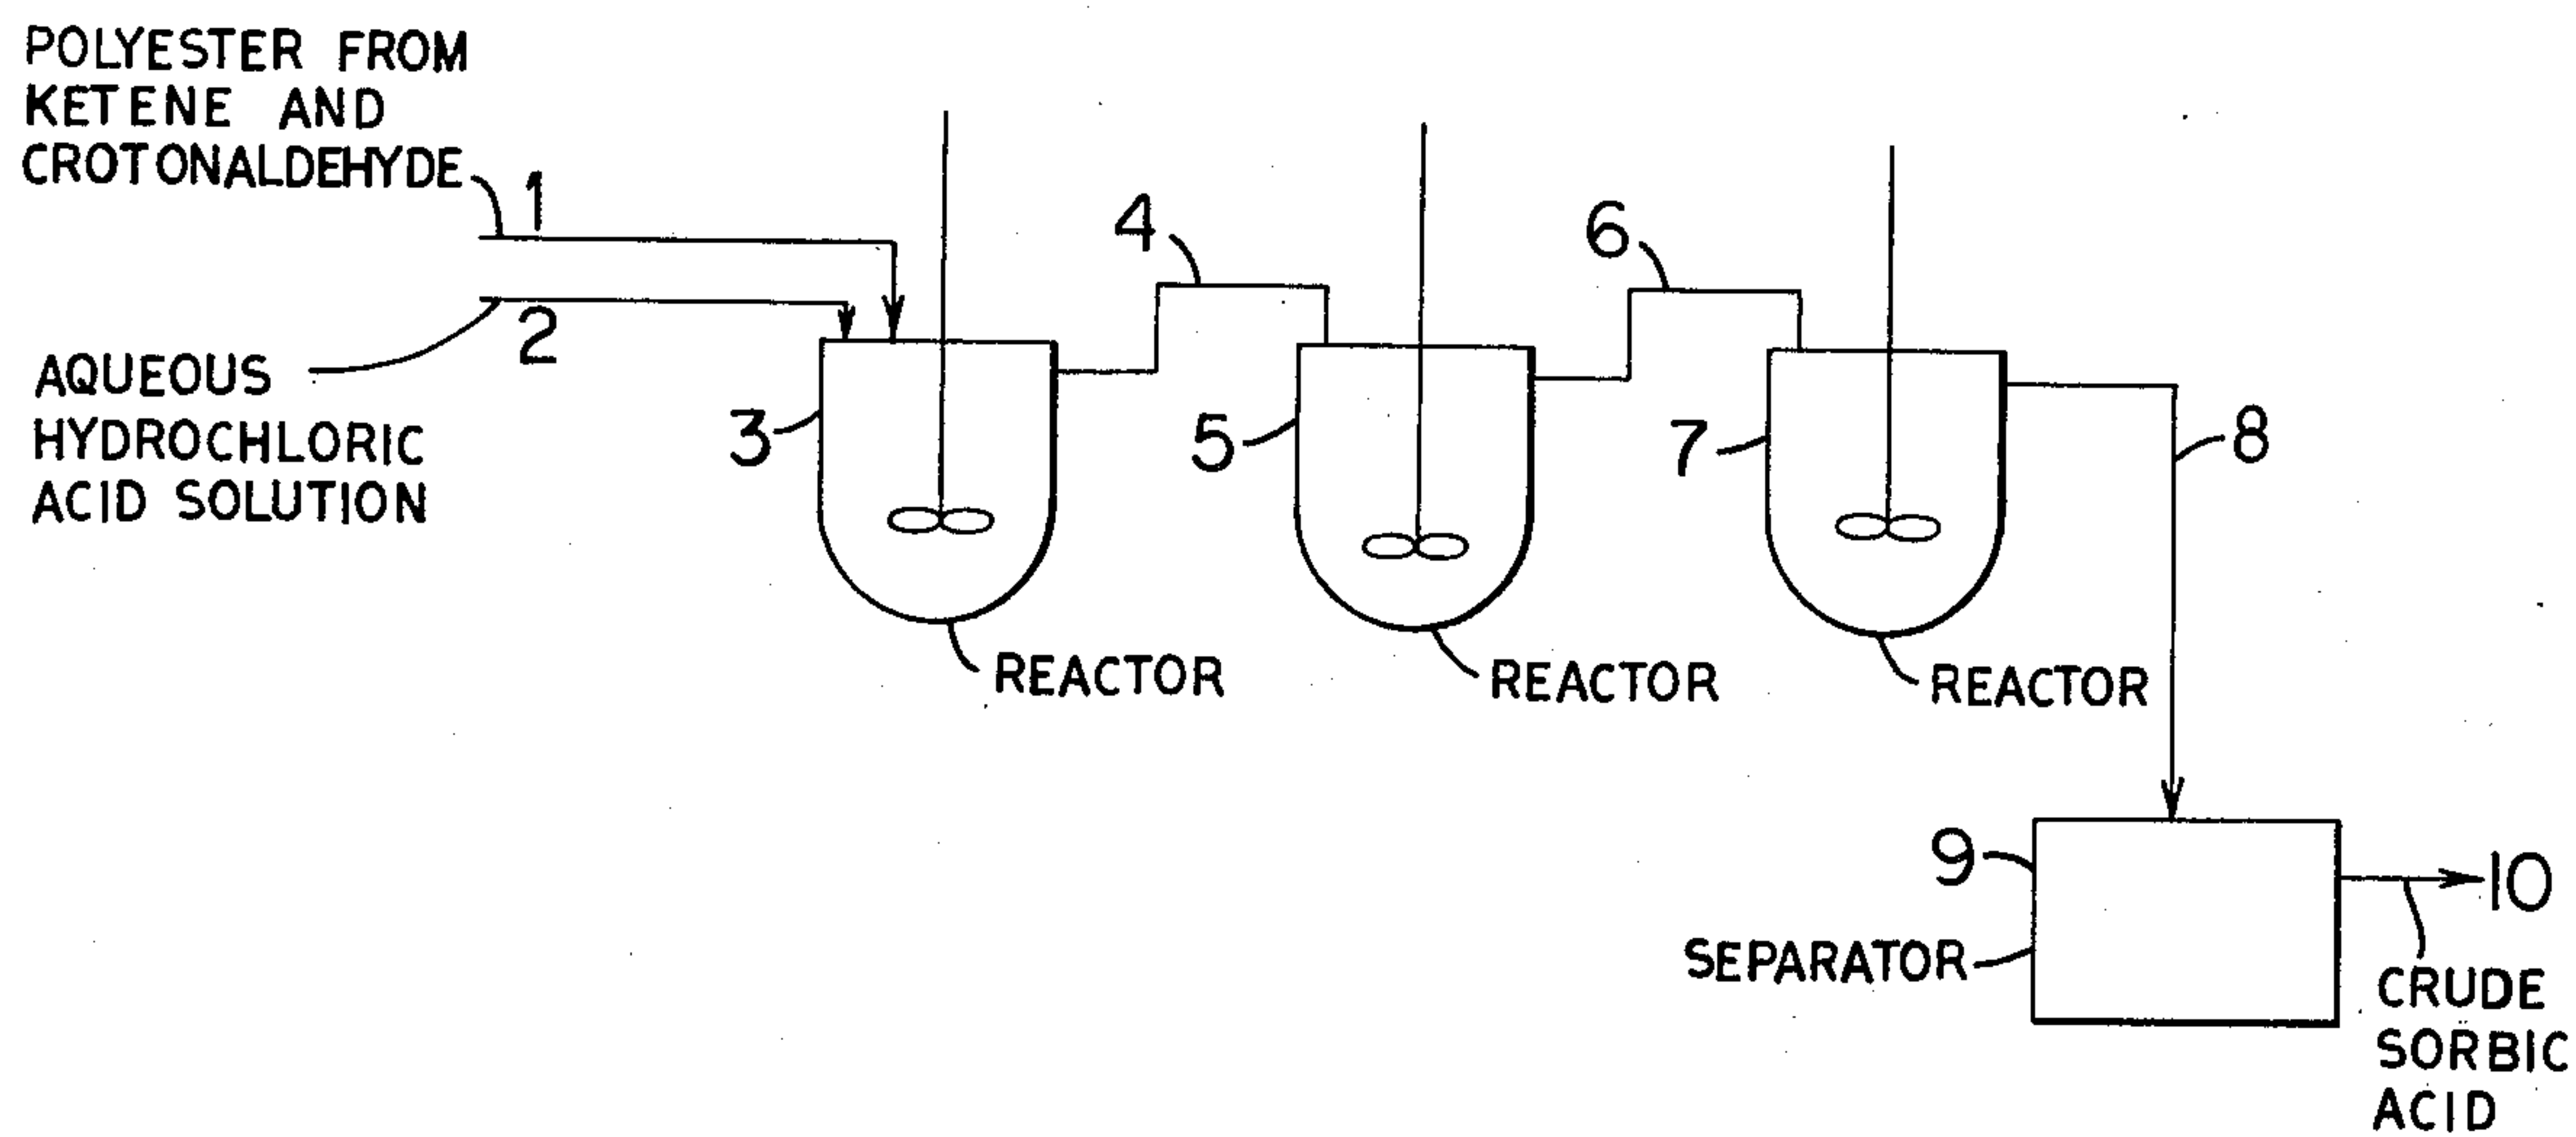 POLYESTER FROM
KETENE AND
CROTONALDEHYDE
1
2
AQUEOUS
HYDROCHLORIC
ACID SOLUTION
3
4
5
6
7
8
REACTOR
REACTOR
REACTOR
9
SEPARATOR
10
CRUDE
SORBIC
ACID